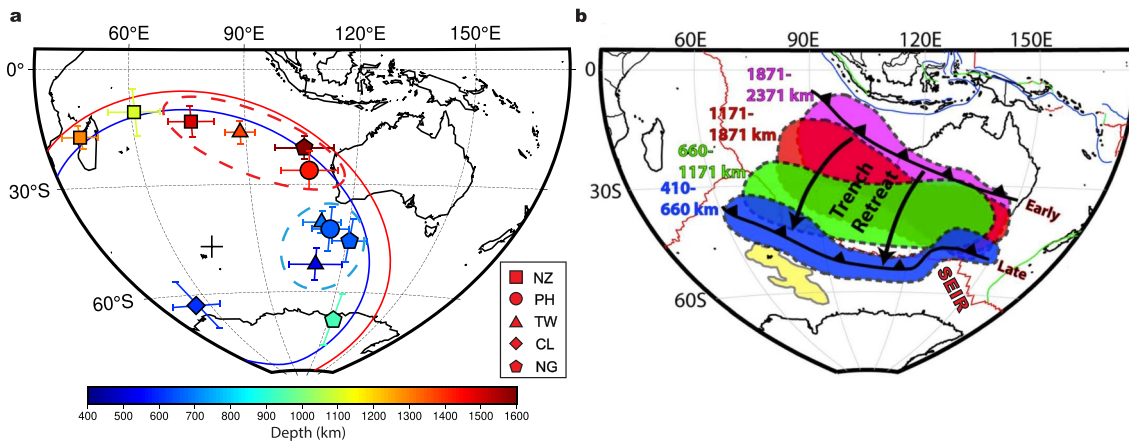 a
60°E 90°E 120°E 150°E
0°
30°S
60°S
NZ
PH
TW
CL
NG
400 500 600 700 800 900 1000 1100 1200 1300 1400 1500 1600
Depth (km)
b
60E 90E 120E 150E
0
30S
60S
1871-
2371 km
1171-
1871 km
660-
1171 km
410-
660 km
Trench
Retreat
Early
Late
SEIR